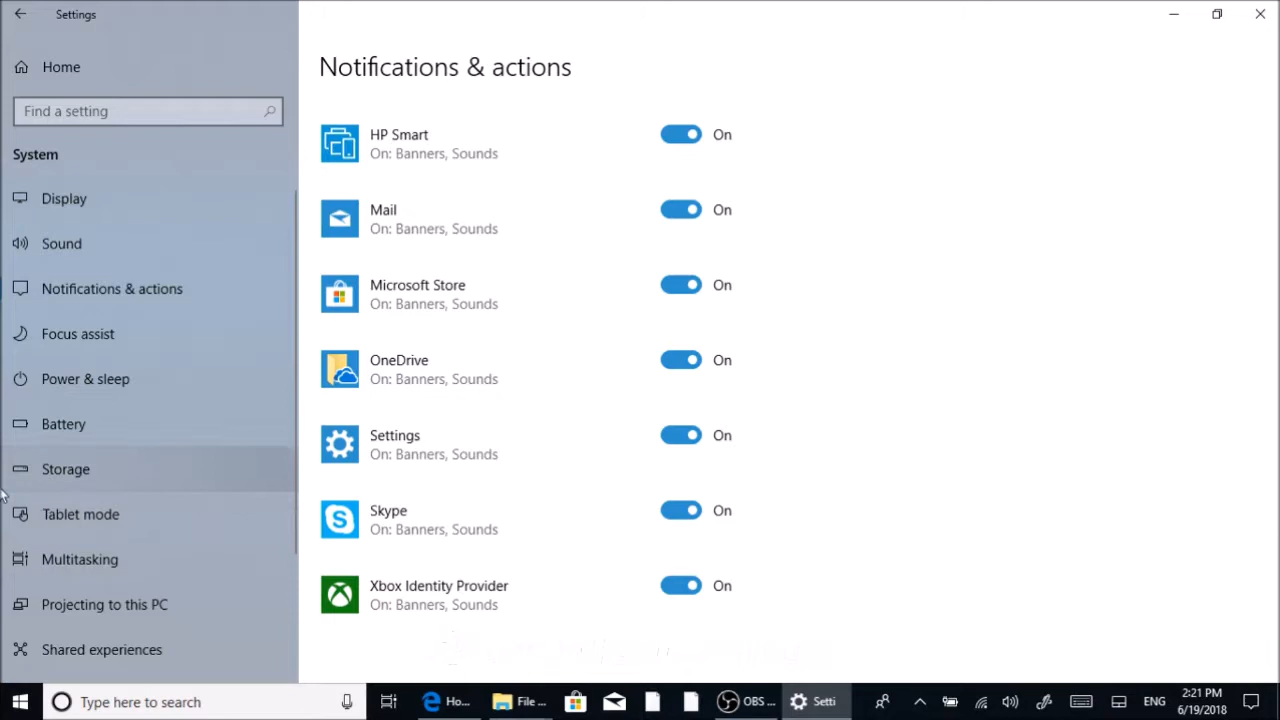 Settings
Home
Find a setting
System
Display
Sound
Notifications & actions
Focus assist
Power & sleep
Battery
Storage
Tablet mode
Multitasking
Projecting to this PC
Shared experiences
Notifications & actions
HP Smart
On: Banners, Sounds
On
Mail
On: Banners, Sounds
On
Microsoft Store
On: Banners, Sounds
On
OneDrive
On: Banners, Sounds
On
Settings
On: Banners, Sounds
On
Skype
On: Banners, Sounds
On
Xbox Identity Provider
On: Banners, Sounds
On
Type here to search
Ho...
File ...
OBS ...
Setti
ENG
2:21 PM
6/19/2018